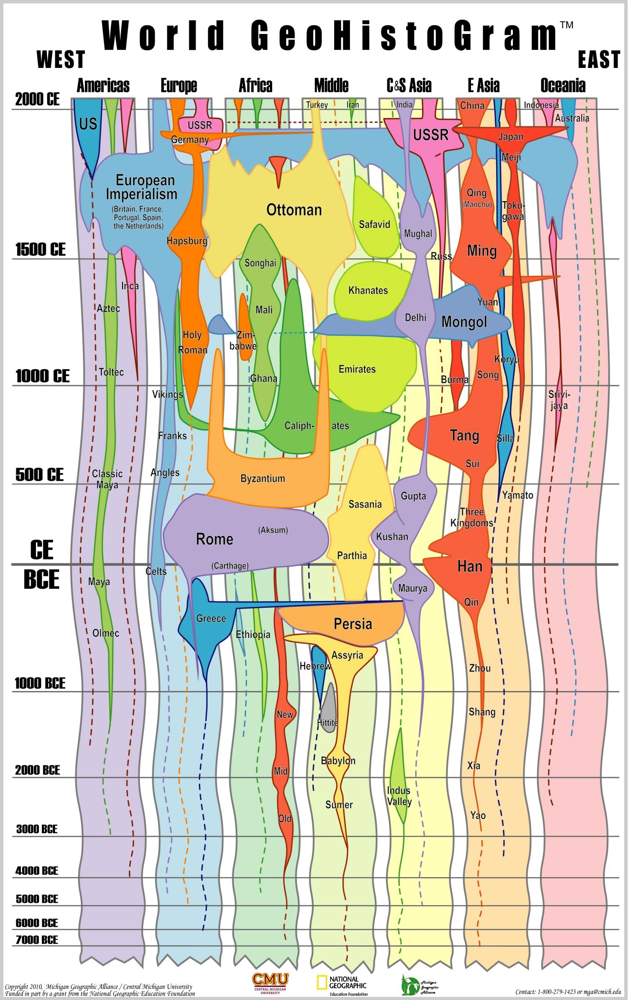 World GeoHistoGram™
WEST
EAST
Americas
Europe
Africa
Middle
C&S Asia
E Asia
Oceania
2000 CE
Turkey
Iran
India
China
Indonesia
Australia
US
USSR
USSR
Germany
Japan
Meiji
European
Imperialism
(Britain, France,
Portugal, Spain,
the Netherlands)
Ottoman
Safavid
Mughal
Qing
(Manchu)
Toku-
gawa
Hapsburg
1500 CE
Ming
Russ
Songhai
Inca
Khanates
Aztec
Mali
Yuan
Delhi
Mongol
Holy
Roman
Zim-
babwe
Koryu
Emirates
Toltec
1000 CE
Ghana
Burma
Song
Vikings
Srivi-
jaya
Caliph-
ates
Franks
Tang
Silla
Sui
500 CE
Classic
Maya
Angles
Byzantium
Yamato
Gupta
Sasania
Three
Kingdoms
(Aksum)
Rome
Kushan
CE
Parthia
(Carthage)
Han
Celts
BCE
Maya
Maurya
Qin
Greece
Persia
Olmec
Ethiopia
Assyria
Hebrew
Zhou
1000 BCE
New
Shang
Hittite
Babylon
Xia
2000 BCE
Mid
Indus
Valley
Sumer
Yao
Old
3000 BCE
4000 BCE
5000 BCE
6000 BCE
7000 BCE
CMU
CENTRAL MICHIGAN
UNIVERSITY
NATIONAL
GEOGRAPHIC
Education Foundation
Michigan
Geographic
Alliance
Copyright 2010, Michigan Geographic Alliance / Central Michigan University
Funded in part by a grant from the National Geographic Education Foundation
Contact: 1-800-279-1423 or mga@cmich.edu